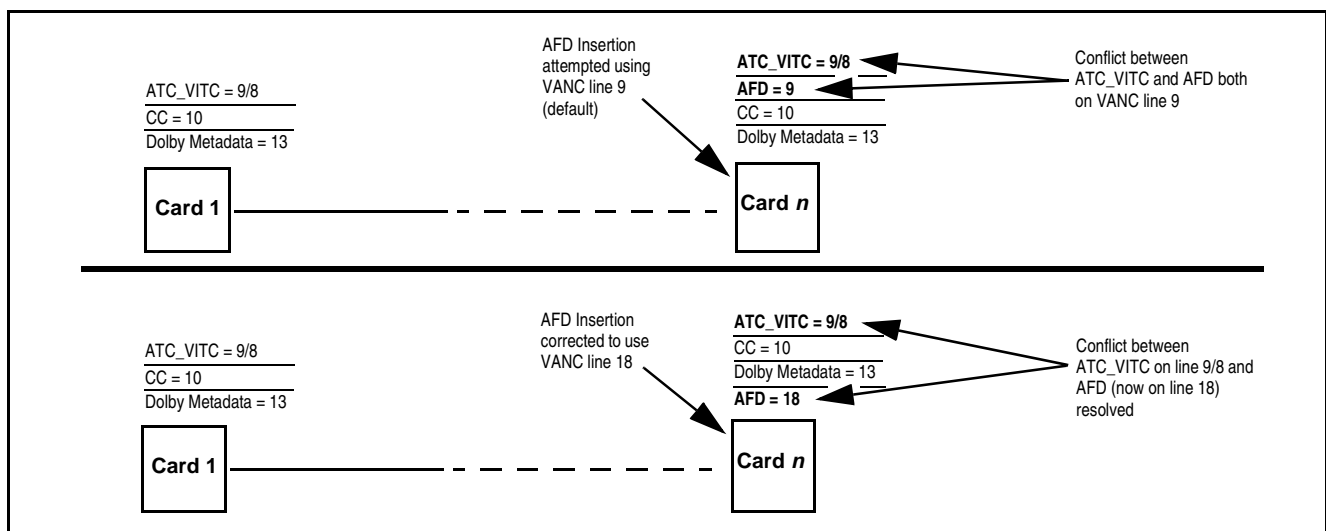 AFD Insertion
attempted using
VANC line 9
(default)
ATC_VITC = 9/8
CC = 10
Dolby Metadata = 13
Card 1
ATC_VITC = 9/8
AFD = 9
CC = 10
Dolby Metadata = 13
Card n
Conflict between
ATC_VITC and AFD both
on VANC line 9
AFD Insertion
corrected to use
VANC line 18
ATC_VITC = 9/8
CC = 10
Dolby Metadata = 13
Card 1
ATC_VITC = 9/8
CC = 10
Dolby Metadata = 13
AFD = 18
Card n
Conflict between
ATC_VITC on line 9/8 and
AFD (now on line 18)
resolved